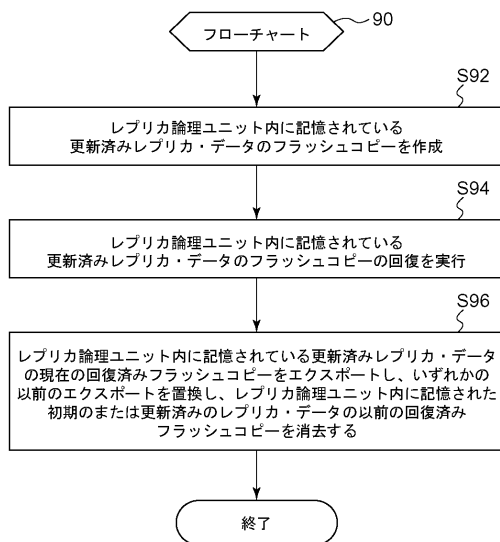 フローチャート
90
S92
レプリカ論理ユニット内に記憶されている
更新済みレプリカ・データのフラッシュコピーを作成
S94
レプリカ論理ユニット内に記憶されている
更新済みレプリカ・データのフラッシュコピーの回復を実行
S96
レプリカ論理ユニット内に記憶されている更新済みレプリカ・データ
の現在の回復済みフラッシュコピーをエクスポートし、いずれかの
以前のエクスポートを置換し、レプリカ論理ユニット内に記憶された
初期のまたは更新済みのレプリカ・データの以前の回復済み
フラッシュコピーを消去する
終了